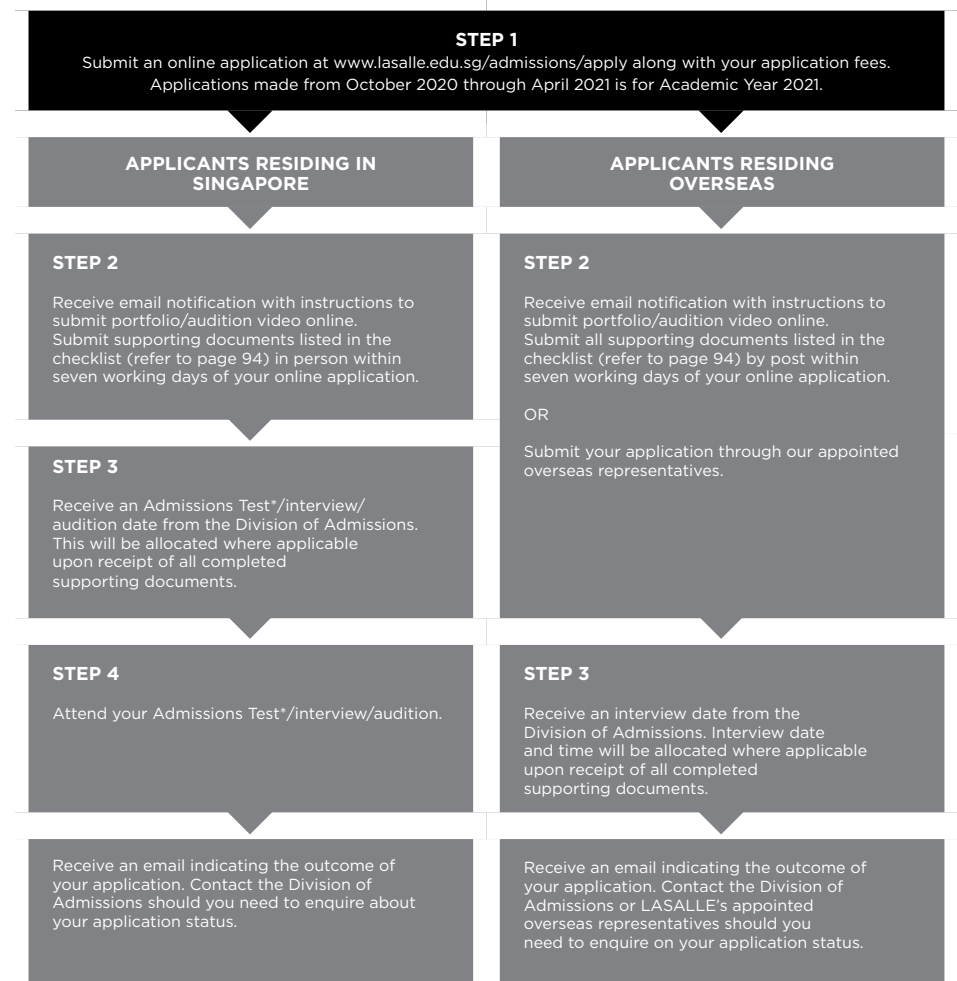 STEP 1
Submit an online application at www.lasalle.edu.sg/admissions/apply along with your application fees.
Applications made from October 2020 through April 2021 is for Academic Year 2021.
APPLICANTS RESIDING IN
SINGAPORE
STEP 2
Receive email notification with instructions to
submit portfolio/audition video online.
Submit supporting documents listed in the
checklist (refer to page 94) in person within
seven working days of your online application.
STEP 3
Receive an Admissions Test*/interview/
audition date from the Division of Admissions.
This will be allocated where applicable
upon receipt of all completed
supporting documents.
STEP 4
Attend your Admissions Test*/interview/audition.
Receive an email indicating the outcome of
your application. Contact the Division of
Admissions should you need to enquire about
your application status.
APPLICANTS RESIDING
OVERSEAS
STEP 2
Receive email notification with instructions to
submit portfolio/audition video online.
Submit all supporting documents listed in the
checklist (refer to page 94) by post within
seven working days of your online application.
OR
Submit your application through our appointed
overseas representatives.
STEP 3
Receive an interview date from the
Division of Admissions. Interview date
and time will be allocated where applicable
upon receipt of all completed
supporting documents.
Receive an email indicating the outcome of
your application. Contact the Division of
Admissions or LASALLE's appointed
overseas representatives should you
need to enquire on your application status.